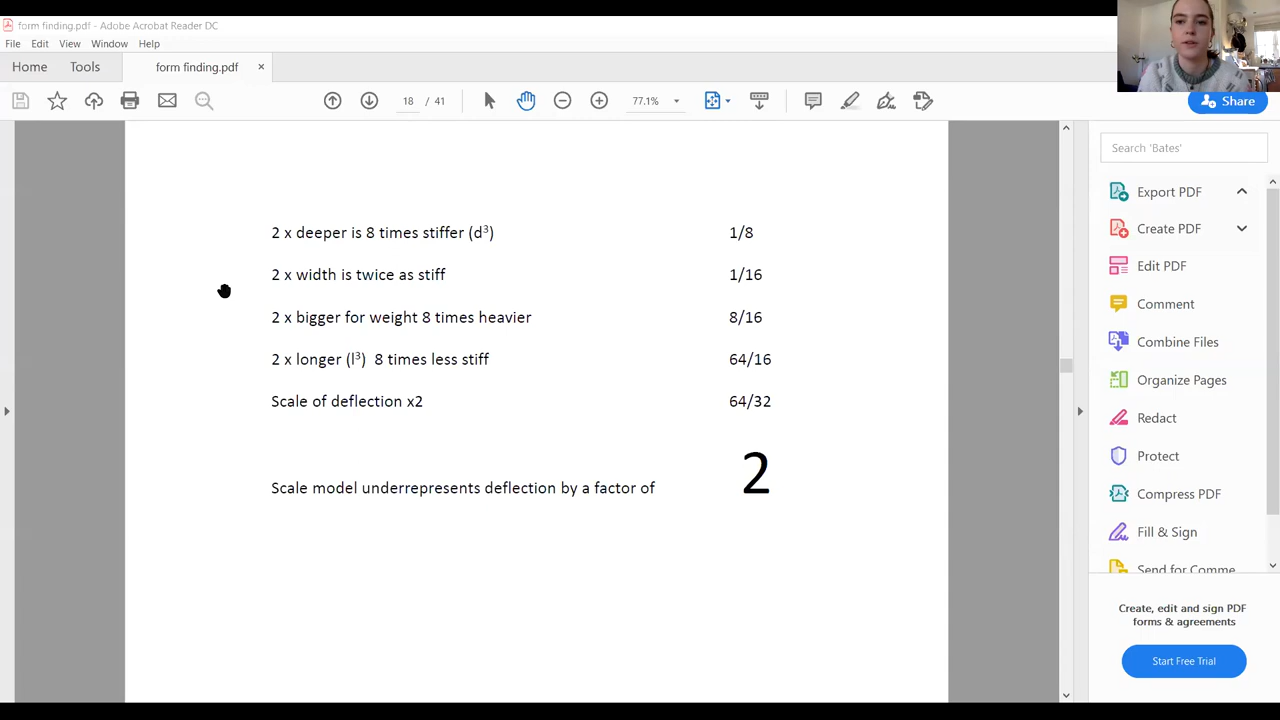 form finding.pdf - Adobe Acrobat Reader DC
File Edit View Window Help
Home Tools form finding.pdf ×
18 / 41 77.1% Share
Search 'Bates'
Export PDF
Create PDF
Edit PDF
Comment
Combine Files
Organize Pages
Redact
Protect
Compress PDF
Fill & Sign
Send for Comme
Create, edit and sign PDF
forms & agreements
Start Free Trial
2 x deeper is 8 times stiffer (d³) 1/8
2 x width is twice as stiff 1/16
2 x bigger for weight 8 times heavier 8/16
2 x longer (l³) 8 times less stiff 64/16
Scale of deflection x2 64/32
Scale model underrepresents deflection by a factor of 2